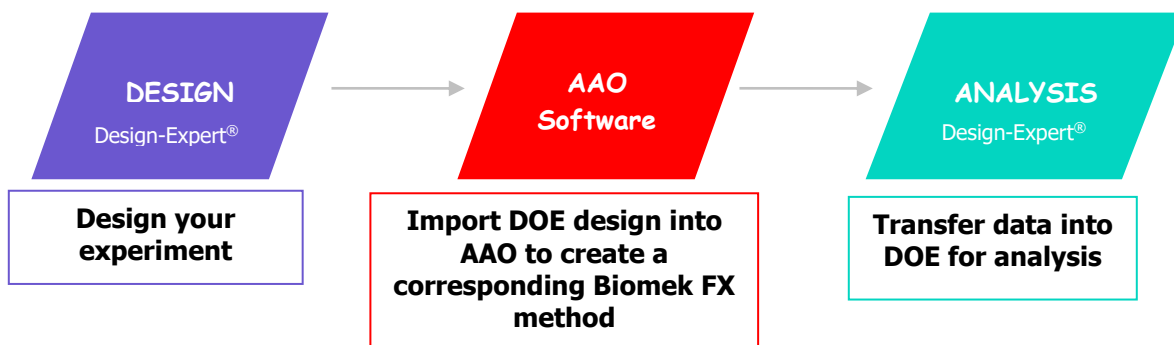 DESIGN
Design-Expert®
AAO
Software
ANALYSIS
Design-Expert®
Design your
experiment
Import DOE design into
AAO to create a
corresponding Biomek FX
method
Transfer data into
DOE for analysis